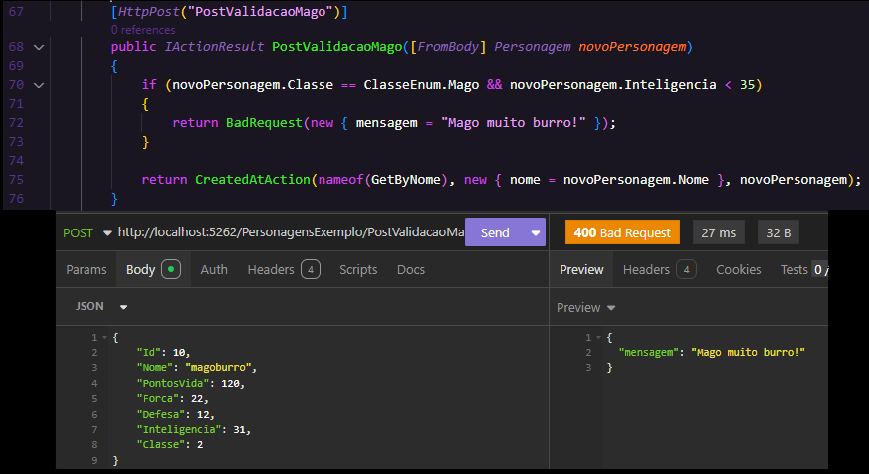 67 [HttpPost("PostValidacaoMago")]
0 references
68 public IActionResult PostValidacaoMago([FromBody] Personagem novoPersonagem)
69 {
70 if (novoPersonagem.Classe == ClasseEnum.Mago && novoPersonagem.Inteligencia < 35)
71 {
72 return BadRequest(new { mensagem = "Mago muito burro!" });
73 }
74
75 return CreatedAtAction(nameof(GetByNome), new { nome = novoPersonagem.Nome }, novoPersonagem);
76 }
POST http://localhost:5262/PersonagensExemplo/PostValidacaoMa Send 400 Bad Request 27 ms 32 B
Params Body Auth Headers 4 Scripts Docs Preview Headers 4 Cookies Tests 0 /
JSON
Preview
1 {
2 "Id": 10,
3 "Nome": "magoburro",
4 "PontosVida": 120,
5 "Forca": 22,
6 "Defesa": 12,
7 "Inteligencia": 31,
8 "Classe": 2
9 }
1 {
2 "mensagem": "Mago muito burro!"
3 }